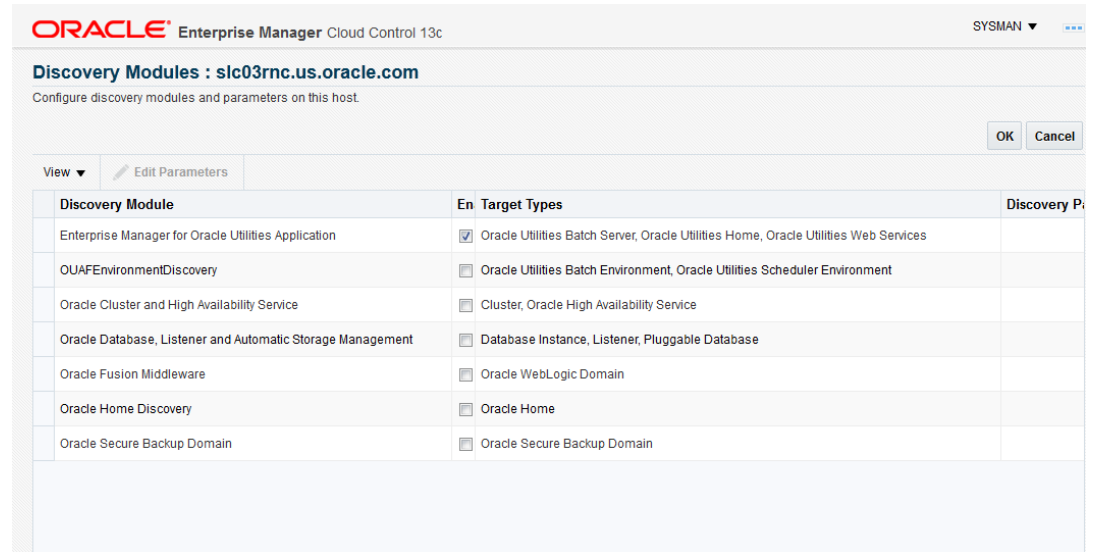 ORACLE Enterprise Manager Cloud Control 13c
SYSMAN
Discovery Modules : slc03rnc.us.oracle.com
Configure discovery modules and parameters on this host.
OK Cancel
View Edit Parameters
Discovery Module En Target Types Discovery Pa
Enterprise Manager for Oracle Utilities Application Oracle Utilities Batch Server, Oracle Utilities Home, Oracle Utilities Web Services
OUAFEnvironmentDiscovery Oracle Utilities Batch Environment, Oracle Utilities Scheduler Environment
Oracle Cluster and High Availability Service Cluster, Oracle High Availability Service
Oracle Database, Listener and Automatic Storage Management Database Instance, Listener, Pluggable Database
Oracle Fusion Middleware Oracle WebLogic Domain
Oracle Home Discovery Oracle Home
Oracle Secure Backup Domain Oracle Secure Backup Domain